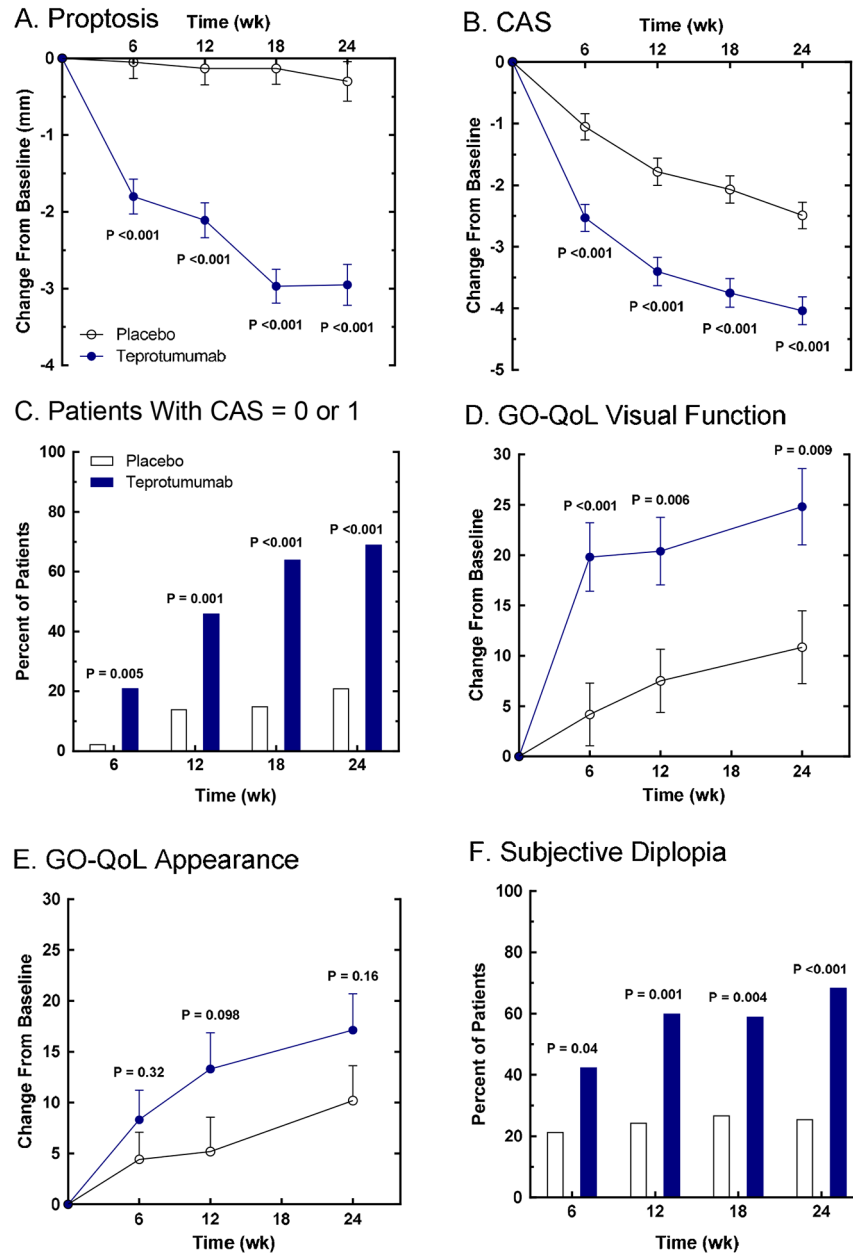 A. Proptosis
Time (wk)
6 12 18 24
0
-1
-2
-3
-4
Change From Baseline (mm)
P <0.001
P <0.001
P <0.001
P <0.001
Placebo
Teprotumumab
B. CAS
Time (wk)
6 12 18 24
0
-1
-2
-3
-4
-5
Change From Baseline
P <0.001
P <0.001
P <0.001
P <0.001
C. Patients With CAS = 0 or 1
100
80
60
40
20
0
Percent of Patients
Placebo
Teprotumumab
P = 0.005
P = 0.001
P <0.001
P <0.001
6 12 18 24
Time (wk)
D. GO-QoL Visual Function
30
25
20
15
10
5
0
Change From Baseline
P <0.001
P = 0.006
P = 0.009
6 12 18 24
Time (wk)
E. GO-QoL Appearance
30
25
20
15
10
5
0
Change From Baseline
P = 0.32
P = 0.098
P = 0.16
6 12 18 24
Time (wk)
F. Subjective Diplopia
100
80
60
40
20
0
Percent of Patients
P = 0.04
P = 0.001
P = 0.004
P <0.001
6 12 18 24
Time (wk)